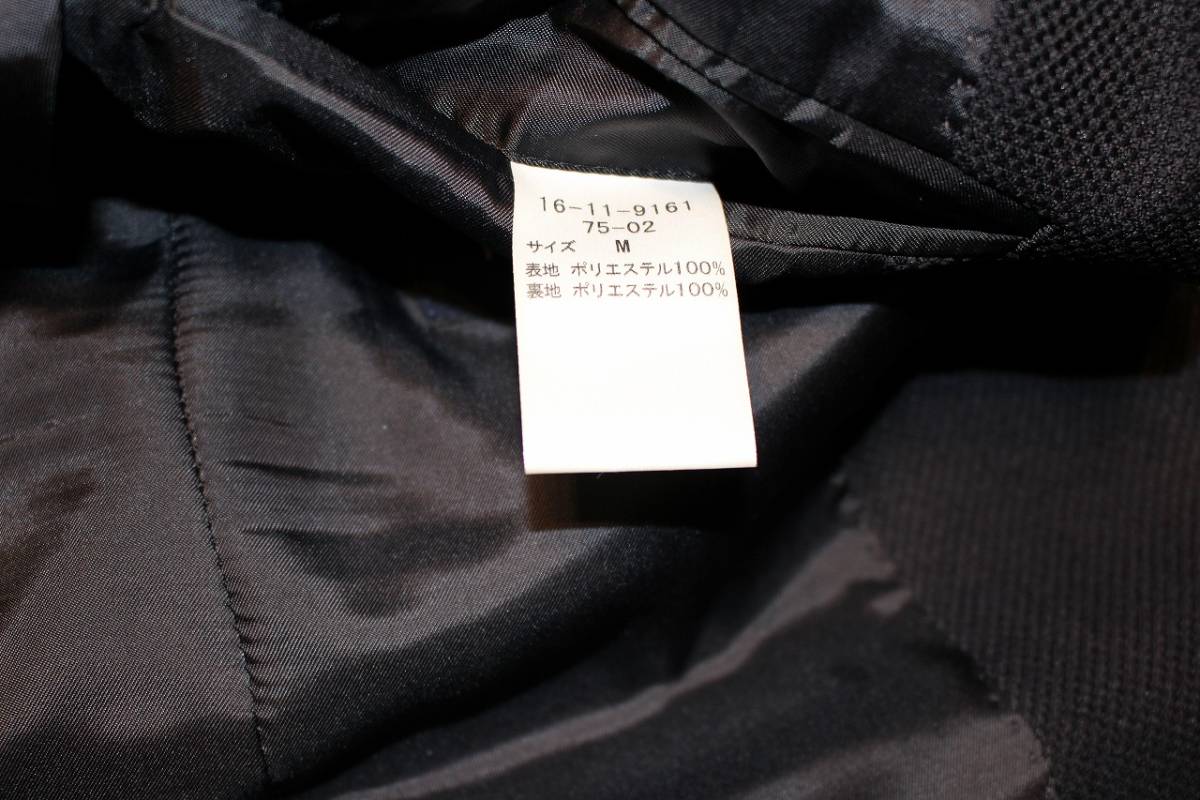 16-11-9161
75-02
サイズ M
表地 ポリエステル100%
裏地 ポリエステル100%